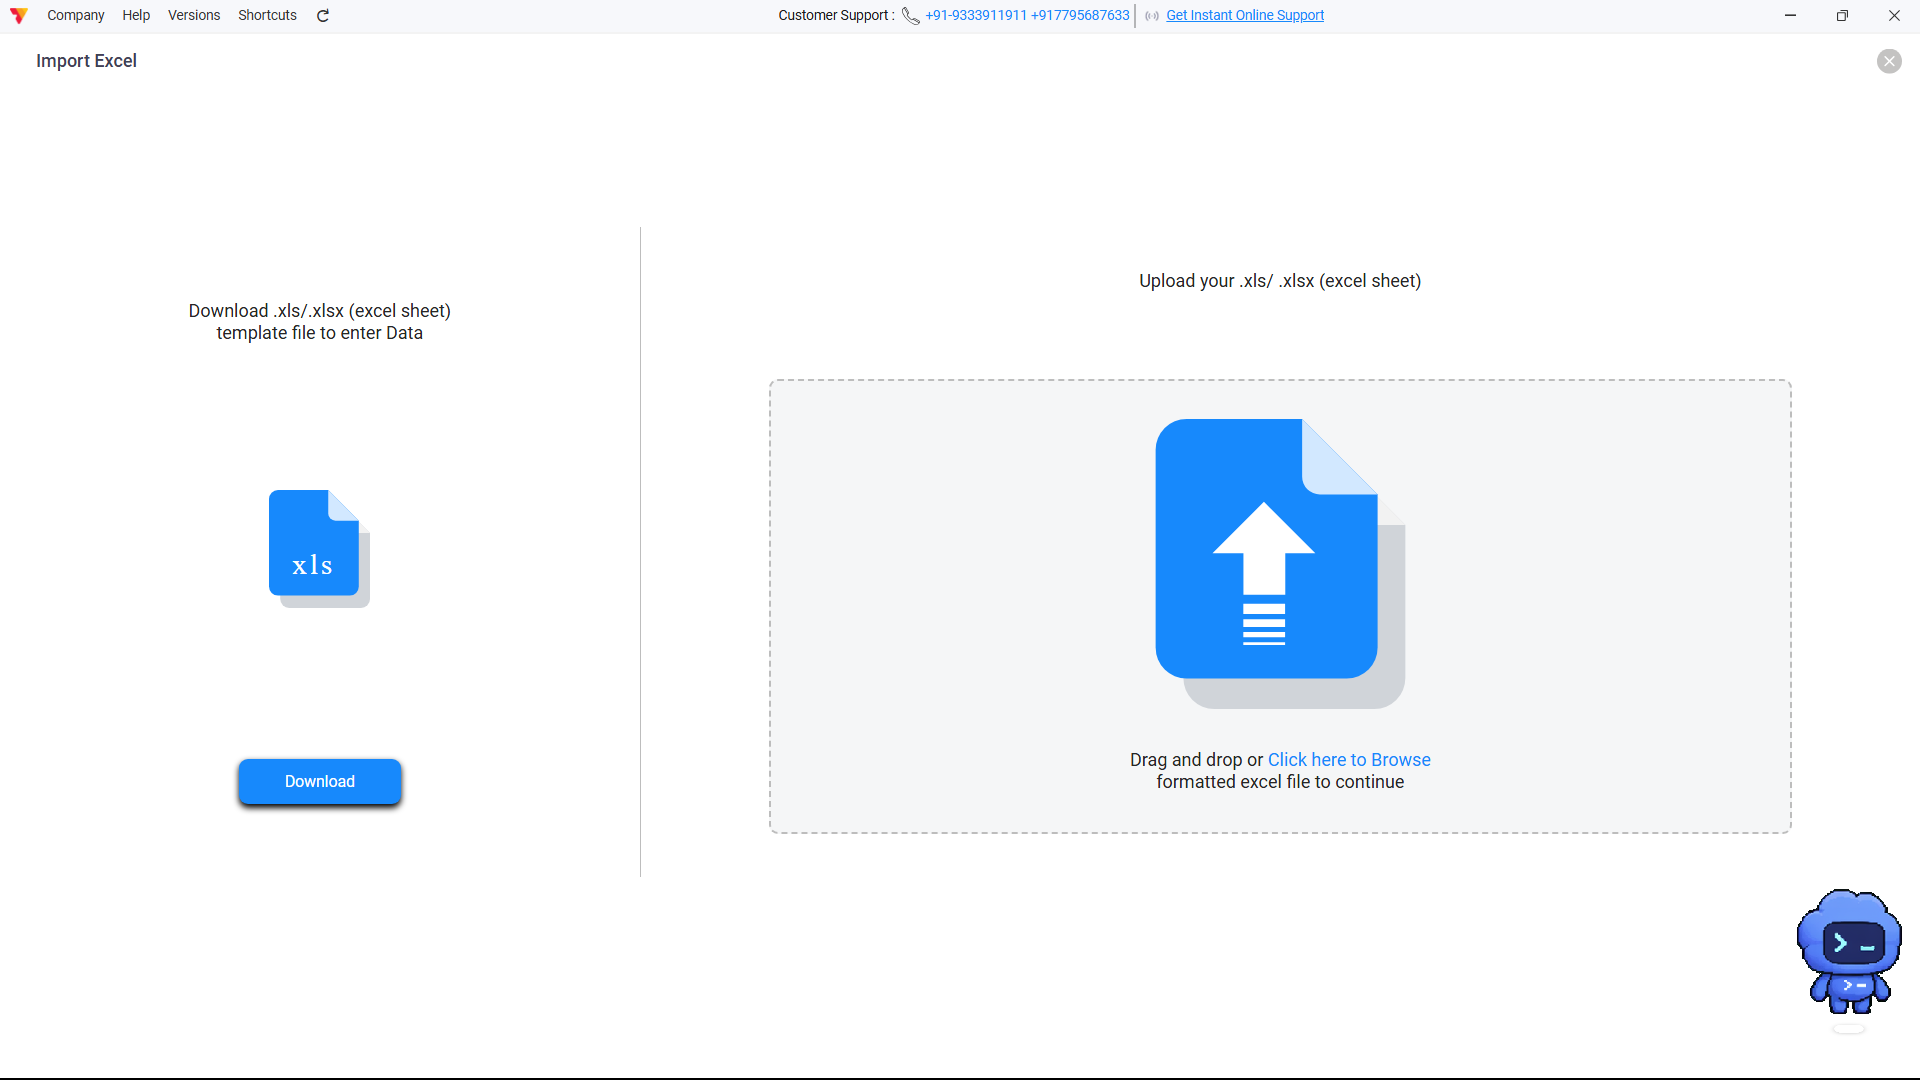 Company Help Versions Shortcuts
Customer Support : +91-9333911911 +917795687633 Get Instant Online Support
Import Excel
Download .xls/.xlsx (excel sheet)
template file to enter Data
xls
Download
Upload your .xls/ .xlsx (excel sheet)
Drag and drop or Click here to Browse
formatted excel file to continue